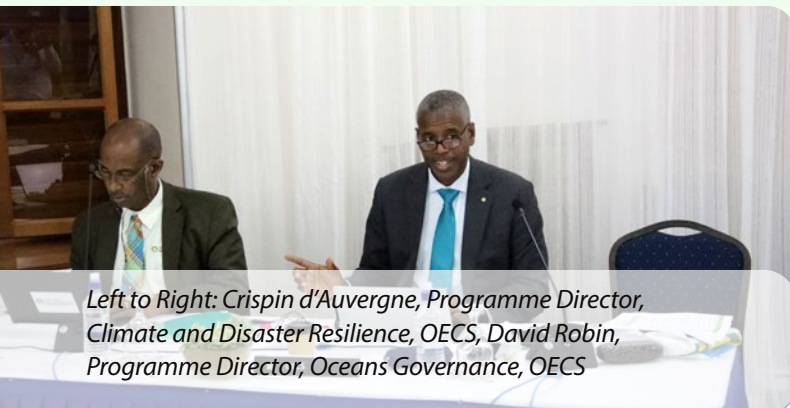 Left to Right: Crispin d’Auvergne, Programme Director,
Climate and Disaster Resilience, OECS, David Robin,
Programme Director, Oceans Governance, OECS